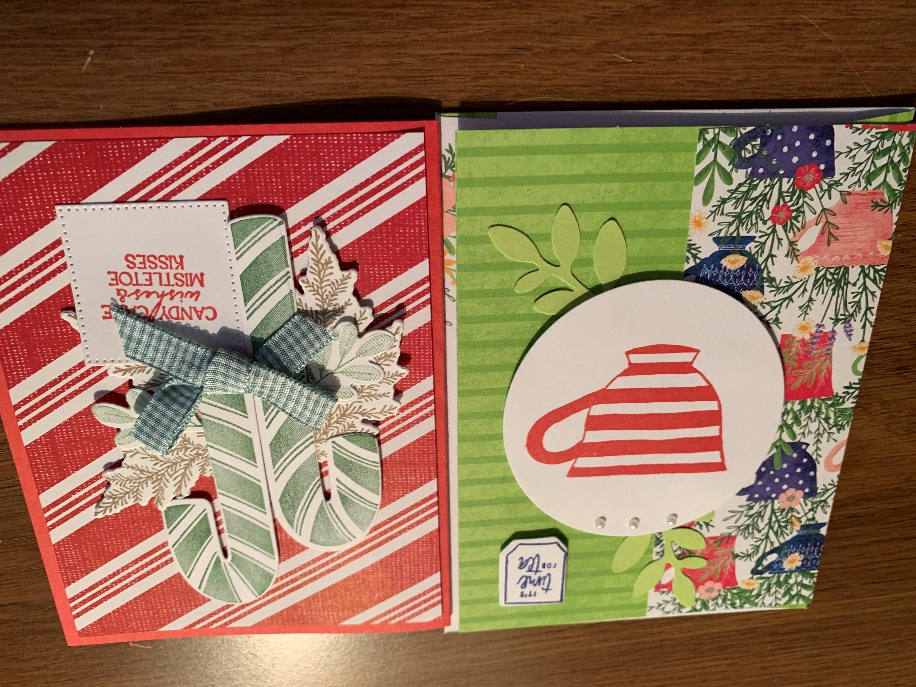 CANDY CANE
wishes &
MISTLETOE
KISSES
IT'S
time
FOR
tea